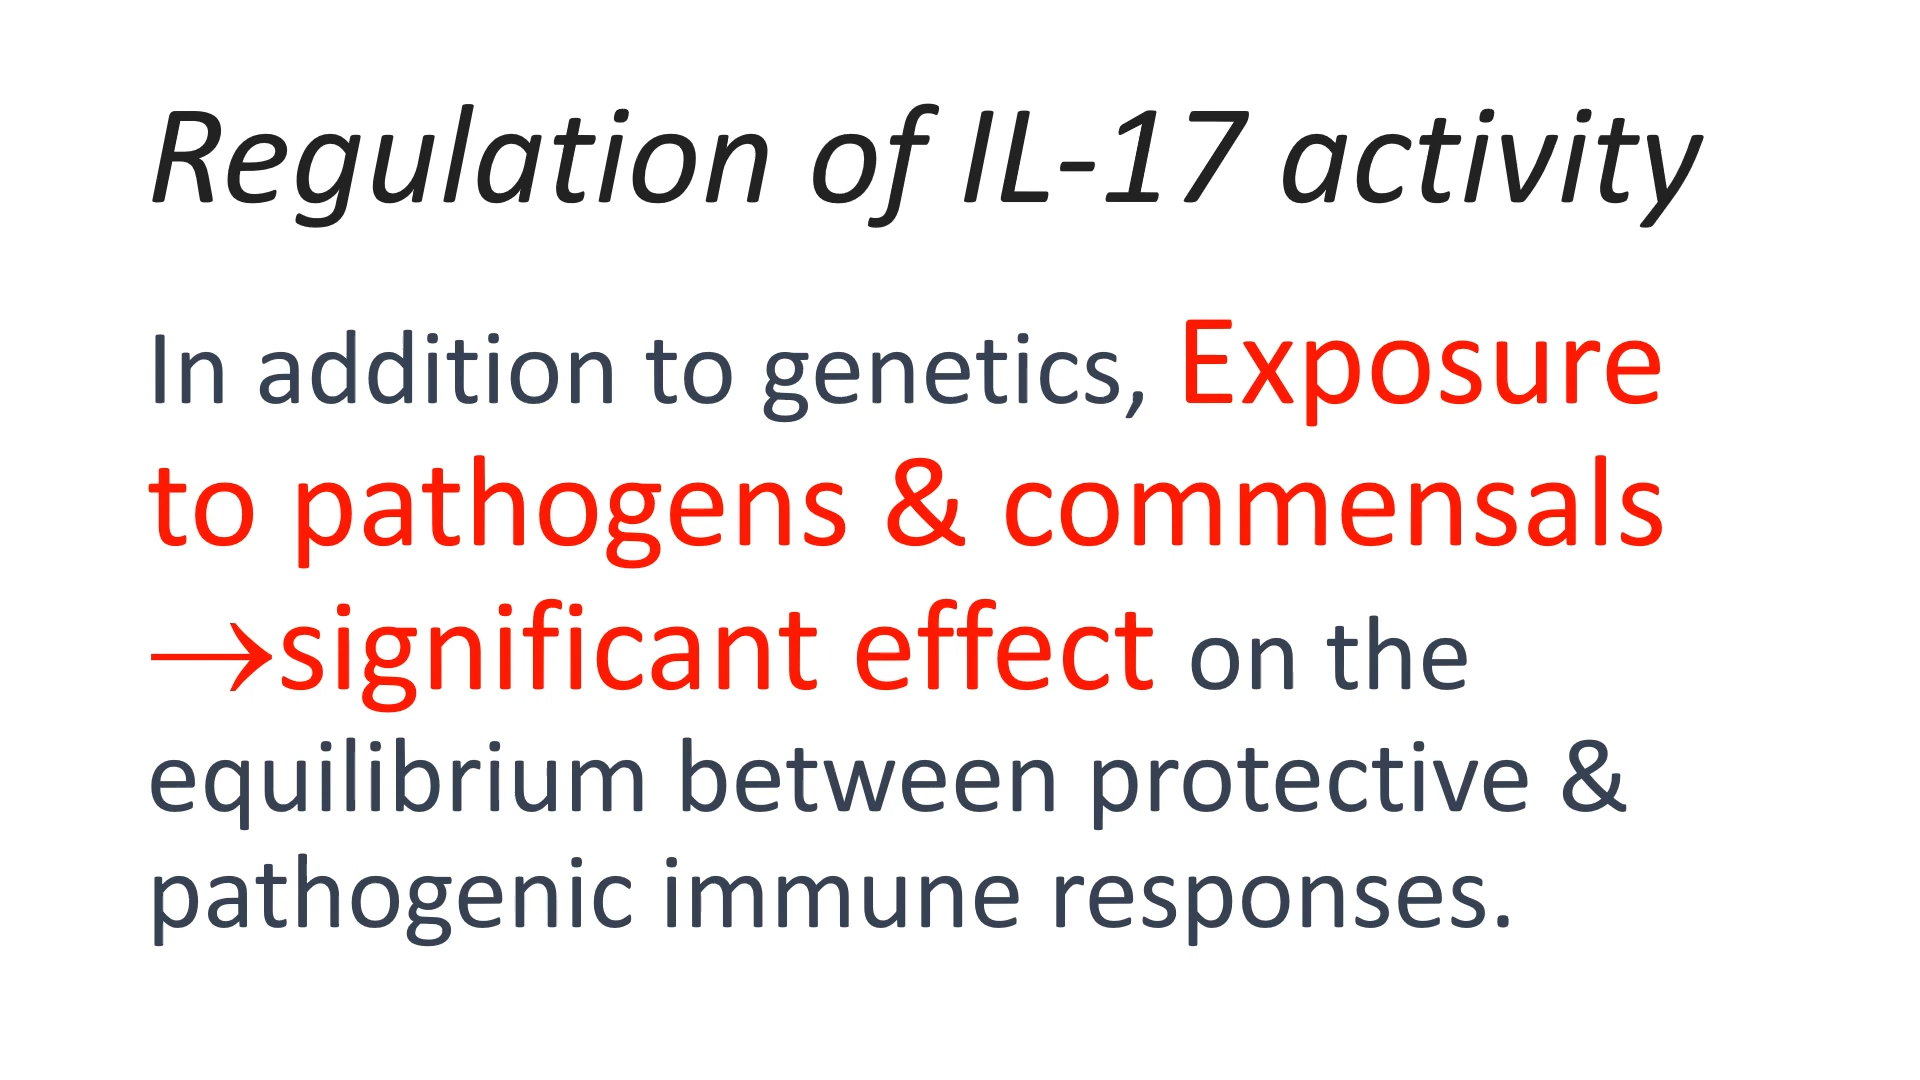 Regulation of IL-17 activity
In addition to genetics, Exposure
to pathogens & commensals
→significant effect on the
equilibrium between protective &
pathogenic immune responses.